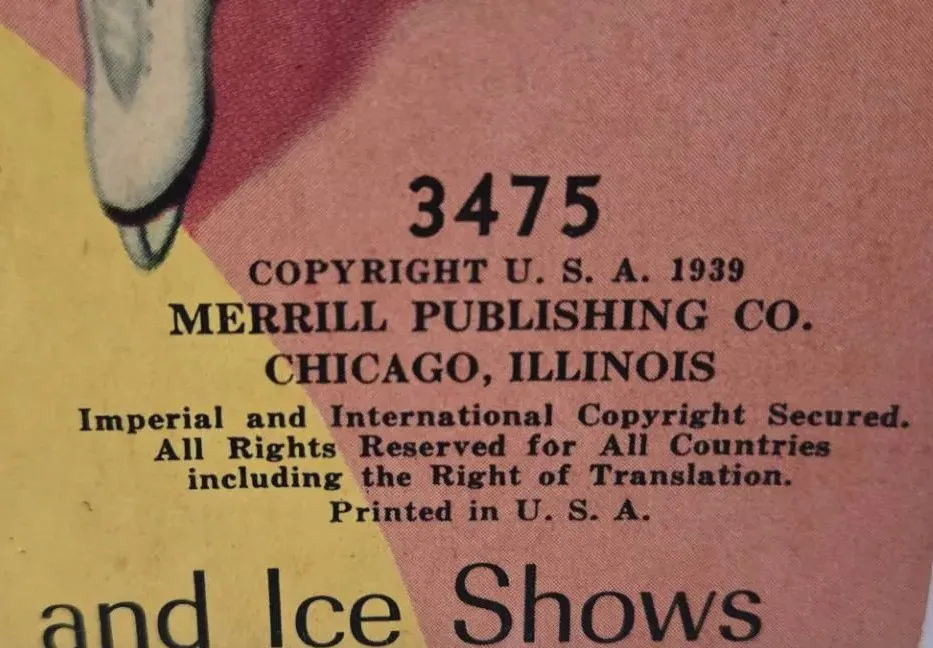 3475
COPYRIGHT U. S. A. 1939
MERRILL PUBLISHING CO.
CHICAGO, ILLINOIS
Imperial and International Copyright Secured.
All Rights Reserved for All Countries
including the Right of Translation.
Printed in U. S. A.
and Ice Shows